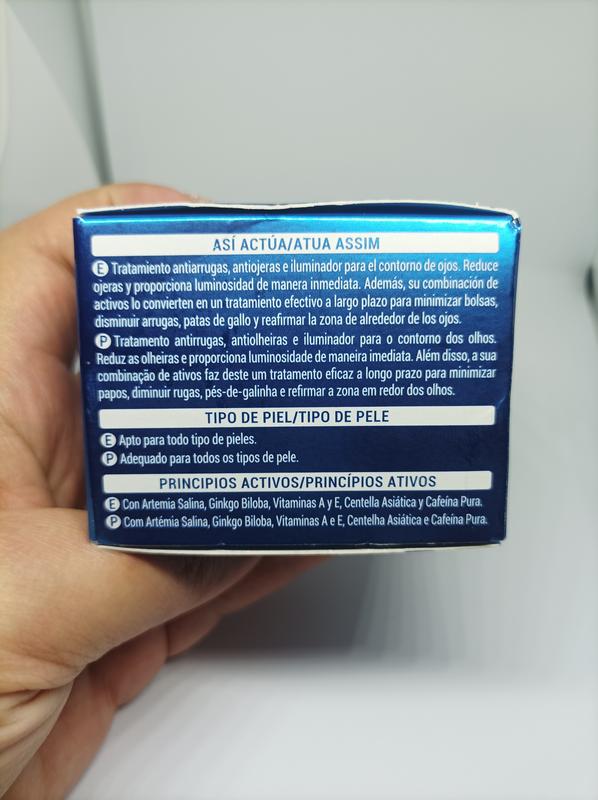 ASÍ ACTÚA/ATUA ASSIM
E Tratamiento antiarrugas, antiojeras e iluminador para el contorno de ojos. Reduce
ojeras y proporciona luminosidad de manera inmediata. Además, su combinación de
activos lo convierten en un tratamiento efectivo a largo plazo para minimizar bolsas,
disminuir arrugas, patas de gallo y reafirmar la zona de alrededor de los ojos.
P Tratamento antirrugas, antiolheiras e iluminador para o contorno dos olhos.
Reduz as olheiras e proporciona luminosidade de maneira imediata. Além disso, a sua
combinação de ativos faz deste um tratamento eficaz a longo prazo para minimizar
papos, diminuir rugas, pés-de-galinha e refirmar a zona em redor dos olhos.
TIPO DE PIEL/TIPO DE PELE
E Apto para todo tipo de pieles.
P Adequado para todos os tipos de pele.
PRINCIPIOS ACTIVOS/PRINCÍPIOS ATIVOS
E Con Artemia Salina, Ginkgo Biloba, Vitaminas A y E, Centella Asiática y Cafeína Pura.
P Com Artémia Salina, Ginkgo Biloba, Vitaminas A e E, Centelha Asiática e Cafeína Pura.